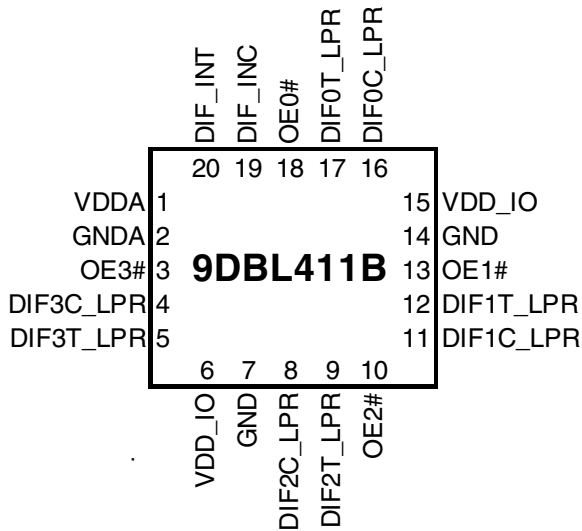 DIF_INT
DIF_INC
OE0#
DIF0T_LPR
DIF0C_LPR
20 19 18 17 16
VDDA 1
15 VDD_IO
GNDA 2
14 GND
OE3# 3
9DBL411B
13 OE1#
DIF3C_LPR 4
12 DIF1T_LPR
DIF3T_LPR 5
11 DIF1C_LPR
6 7 8 9 10
VDD_IO
GND
DIF2C_LPR
DIF2T_LPR
OE2#